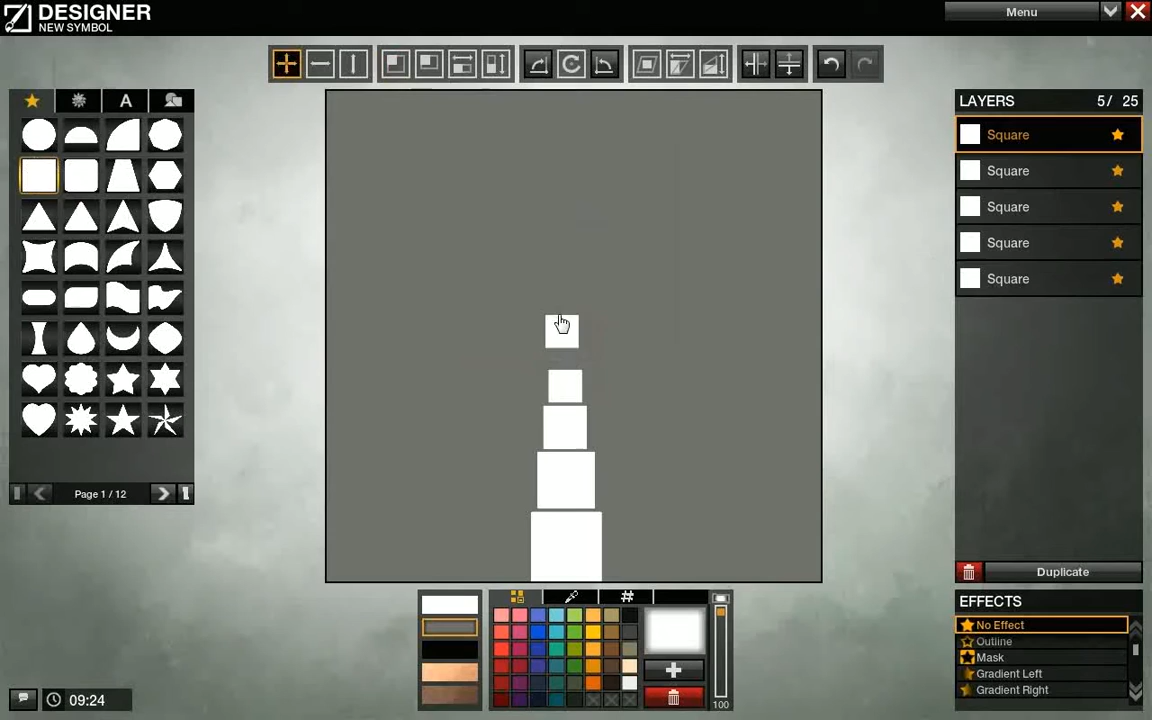 DESIGNER
NEW SYMBOL
Menu
A
LAYERS 5/ 25
Square
Square
Square
Square
Square
Page 1 / 12
Duplicate
EFFECTS
No Effect
Outline
Mask
Gradient Left
Gradient Right
#
100
09:24